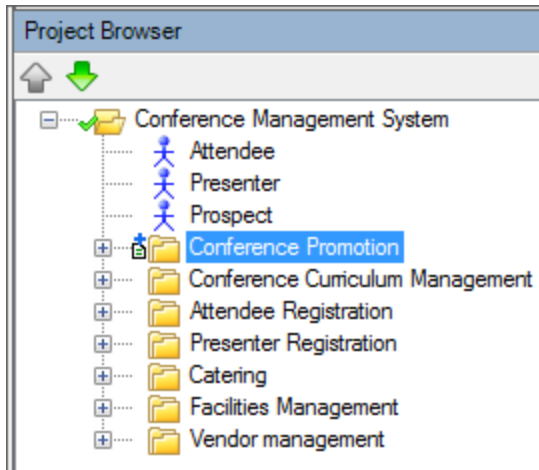 Project Browser
Conference Management System
Attendee
Presenter
Prospect
Conference Promotion
Conference Curriculum Management
Attendee Registration
Presenter Registration
Catering
Facilities Management
Vendor management